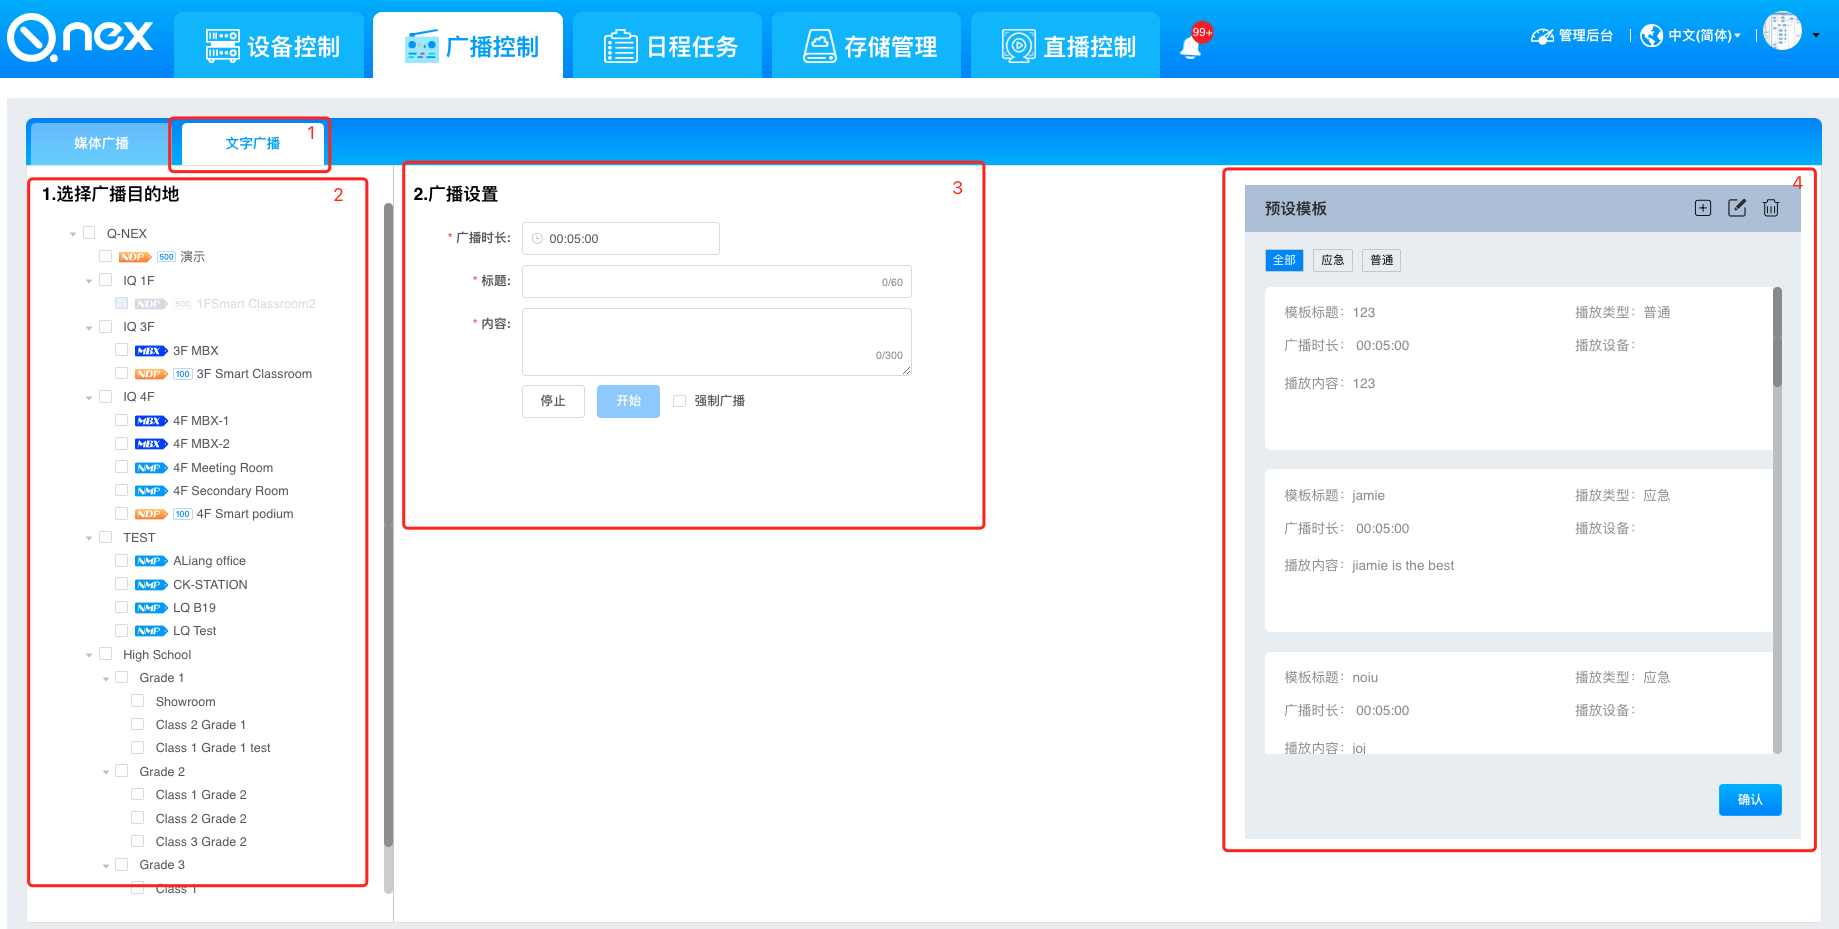 Qnex
设备控制
广播控制
日程任务
存储管理
直播控制
99+
管理后台
中文(简体)
媒体广播
文字广播
1
1.选择广播目的地
2
Q-NEX
NDP 500 演示
IQ 1F
NDP 500 1FSmart Classroom2
IQ 3F
MBX 3F MBX
NDP 100 3F Smart Classroom
IQ 4F
MBX 4F MBX-1
MBX 4F MBX-2
NMP 4F Meeting Room
NMP 4F Secondary Room
NDP 100 4F Smart podium
TEST
NMP ALiang office
NMP CK-STATION
NMP LQ B19
NMP LQ Test
High School
Grade 1
Showroom
Class 2 Grade 1
Class 1 Grade 1 test
Grade 2
Class 1 Grade 2
Class 2 Grade 2
Class 3 Grade 2
Grade 3
Class 1
2.广播设置
3
* 广播时长: 00:05:00
* 标题: 0/60
* 内容: 0/300
停止 开始 强制广播
4
预设模板
全部 应急 普通
模板标题：123 播放类型：普通
广播时长： 00:05:00 播放设备：
播放内容：123
模板标题：jamie 播放类型：应急
广播时长： 00:05:00 播放设备：
播放内容：jiamie is the best
模板标题：noiu 播放类型：应急
广播时长： 00:05:00 播放设备：
播放内容：joj
确认